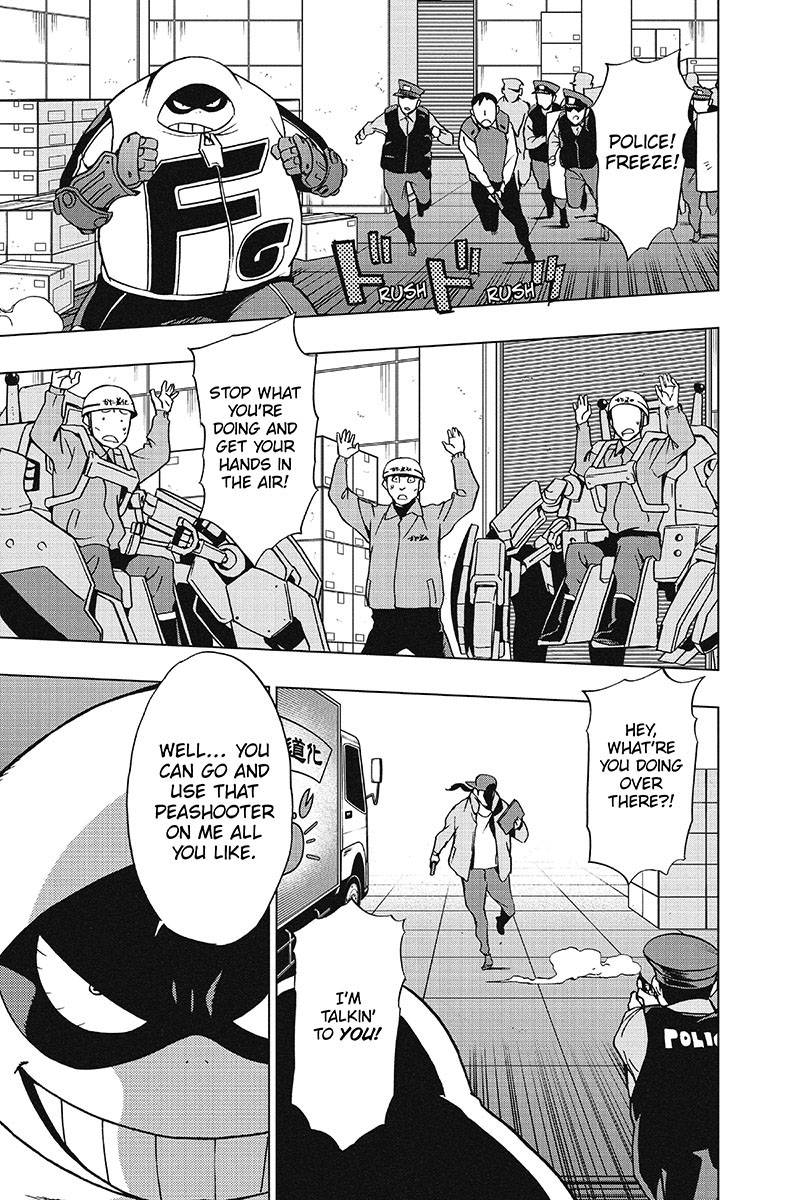 POLICE!
FREEZE!
F
G
ド
RUSH
ド
RUSH
STOP WHAT
YOU'RE
DOING AND
GET YOUR
HANDS IN
THE AIR!
HEY,
WHAT'RE
YOU DOING
OVER
THERE?!
道化
POLIC
I'M
TALKIN'
TO YOU!
WELL... YOU
CAN GO AND
USE THAT
PEASHOOTER
ON ME ALL
YOU LIKE.